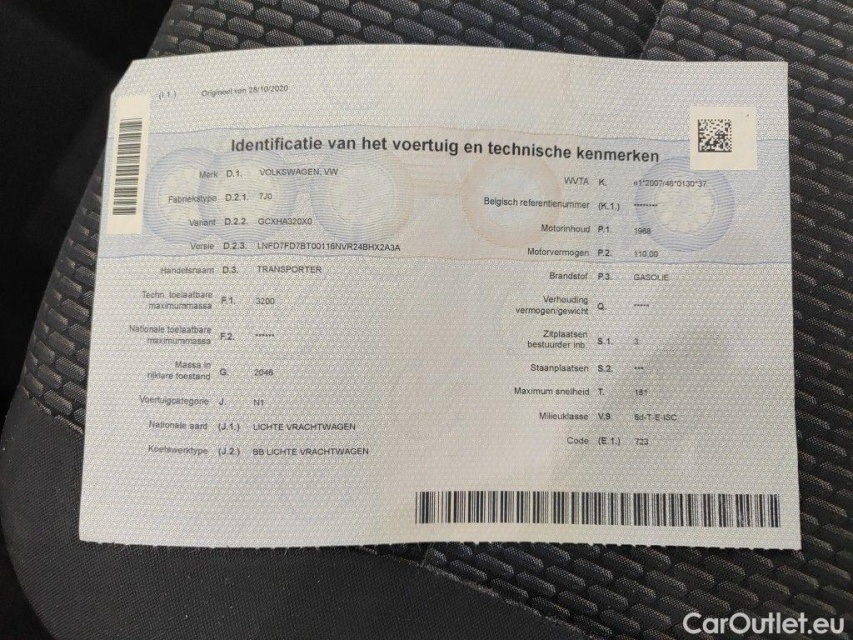 (I.1.) Origineel van 28/10/2020
Identificatie van het voertuig en technische kenmerken
Merk D.1. VOLKSWAGEN, VW
Fabriekstype D.2.1. 7J0
Variant D.2.2. GCXHA320X0
Versie D.2.3. LNFD7FD7BT00116NVR24BHX2A3A
Handelsnaam D.3. TRANSPORTER
Techn. toelaatbare
maximummassa F.1. 3200
Nationale toelaatbare
maximummassa F.2. ******
Massa in
rijklare toestand G. 2046
Voertuigcategorie J. N1
Nationale aard (J.1.) LICHTE VRACHTWAGEN
Koetswerktype (J.2.) BB LICHTE VRACHTWAGEN
WVTA K. e1*2007/46*0130*37
Belgisch referentienummer (K.1.) ********
Motorinhoud P.1. 1968
Motorvermogen P.2. 110,00
Brandstof P.3. GASOLIE
Verhouding
vermogen/gewicht Q. *****
Zitplaatsen
bestuurder inb. S.1. 3
Staanplaatsen S.2. ***
Maximum snelheid T. 181
Milieuklasse V.9. 6d-T-E-ISC
Code (E.1.) 723
CarOutlet.eu